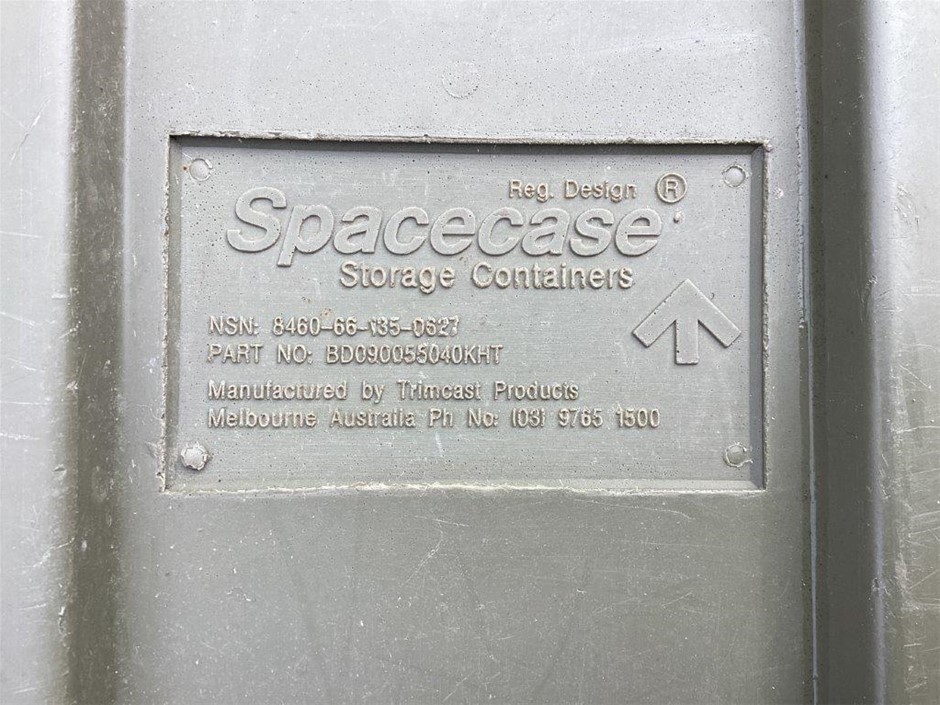 Reg. Design ®
Spacecase
Storage Containers
NSN: 8460-66-135-0627
PART NO: BD090055040KHT
Manufactured by Trimcast Products
Melbourne Australia Ph No: (03) 9765 1500